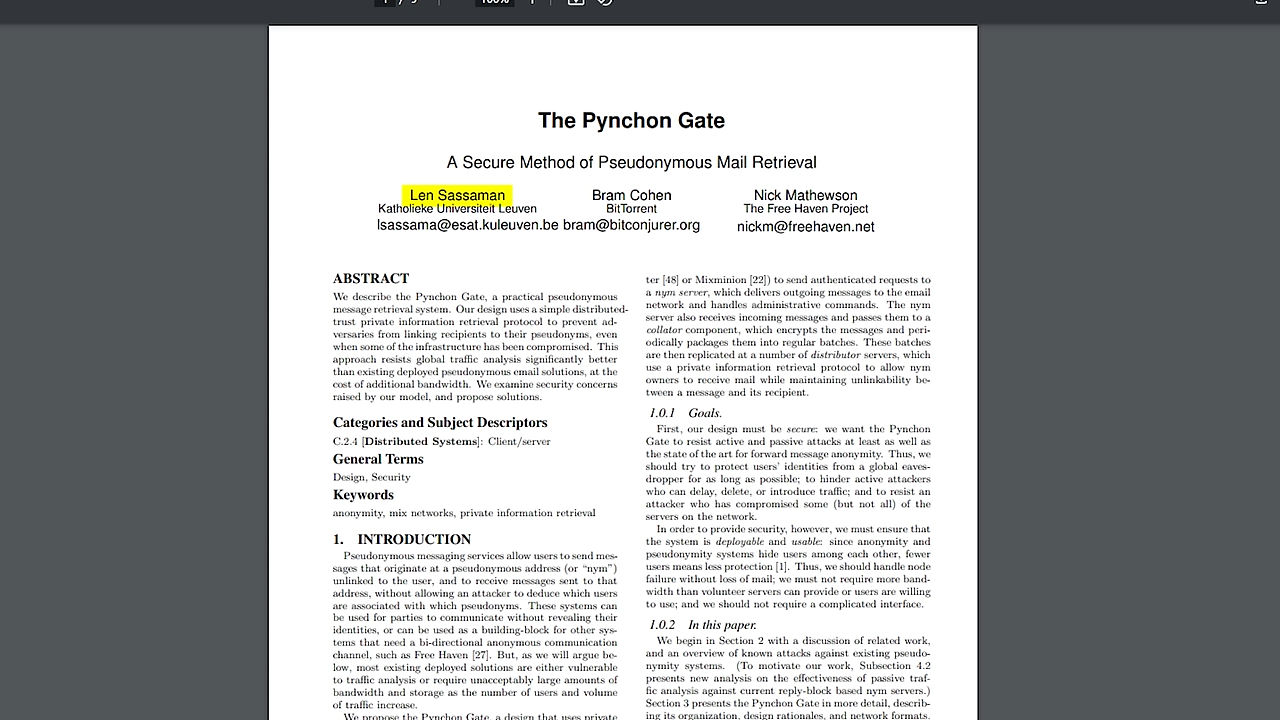 The Pynchon Gate
A Secure Method of Pseudonymous Mail Retrieval
Len Sassaman
Katholieke Universiteit Leuven
lsassama@esat.kuleuven.be
Bram Cohen
BitTorrent
bram@bitconjurer.org
Nick Mathewson
The Free Haven Project
nickm@freehaven.net
ABSTRACT
We describe the Pynchon Gate, a practical pseudonymous
message retrieval system. Our design uses a simple distributed-
trust private information retrieval protocol to prevent ad-
versaries from linking recipients to their pseudonyms, even
when some of the infrastructure has been compromised. This
approach resists global traffic analysis significantly better
than existing deployed pseudonymous email solutions, at the
cost of additional bandwidth. We examine security concerns
raised by our model, and propose solutions.
Categories and Subject Descriptors
C.2.4 [Distributed Systems]: Client/server
General Terms
Design, Security
Keywords
anonymity, mix networks, private information retrieval
1. INTRODUCTION
Pseudonymous messaging services allow users to send mes-
sages that originate at a pseudonymous address (or “nym”)
unlinked to the user, and to receive messages sent to that
address, without allowing an attacker to deduce which users
are associated with which pseudonyms. These systems can
be used for parties to communicate without revealing their
identities, or can be used as a building-block for other sys-
tems that need a bi-directional anonymous communication
channel, such as Free Haven [27]. But, as we will argue be-
low, most existing deployed solutions are either vulnerable
to traffic analysis or require unacceptably large amounts of
bandwidth and storage as the number of users and volume
of traffic increase.
We propose the Pynchon Gate, a design that uses private
ter [48] or Mixminion [22]) to send authenticated requests to
a nym server, which delivers outgoing messages to the email
network and handles administrative commands. The nym
server also receives incoming messages and passes them to a
collator component, which encrypts the messages and peri-
odically packages them into regular batches. These batches
are then replicated at a number of distributor servers, which
use a private information retrieval protocol to allow nym
owners to receive mail while maintaining unlinkability be-
tween a message and its recipient.
1.0.1 Goals.
First, our design must be secure: we want the Pynchon
Gate to resist active and passive attacks at least as well as
the state of the art for forward message anonymity. Thus, we
should try to protect users’ identities from a global eaves-
dropper for as long as possible; to hinder active attackers
who can delay, delete, or introduce traffic; and to resist an
attacker who has compromised some (but not all) of the
servers on the network.
In order to provide security, however, we must ensure that
the system is deployable and usable: since anonymity and
pseudonymity systems hide users among each other, fewer
users means less protection [1]. Thus, we should handle node
failure without loss of mail; we must not require more band-
width than volunteer servers can provide or users are willing
to use; and we should not require a complicated interface.
1.0.2 In this paper.
We begin in Section 2 with a discussion of related work,
and an overview of known attacks against existing pseudo-
nymity systems. (To motivate our work, Subsection 4.2
presents new analysis on the effectiveness of passive traf-
fic analysis against current reply-block based nym servers.)
Section 3 presents the Pynchon Gate in more detail, describ-
ing its organization, design rationales, and network formats.